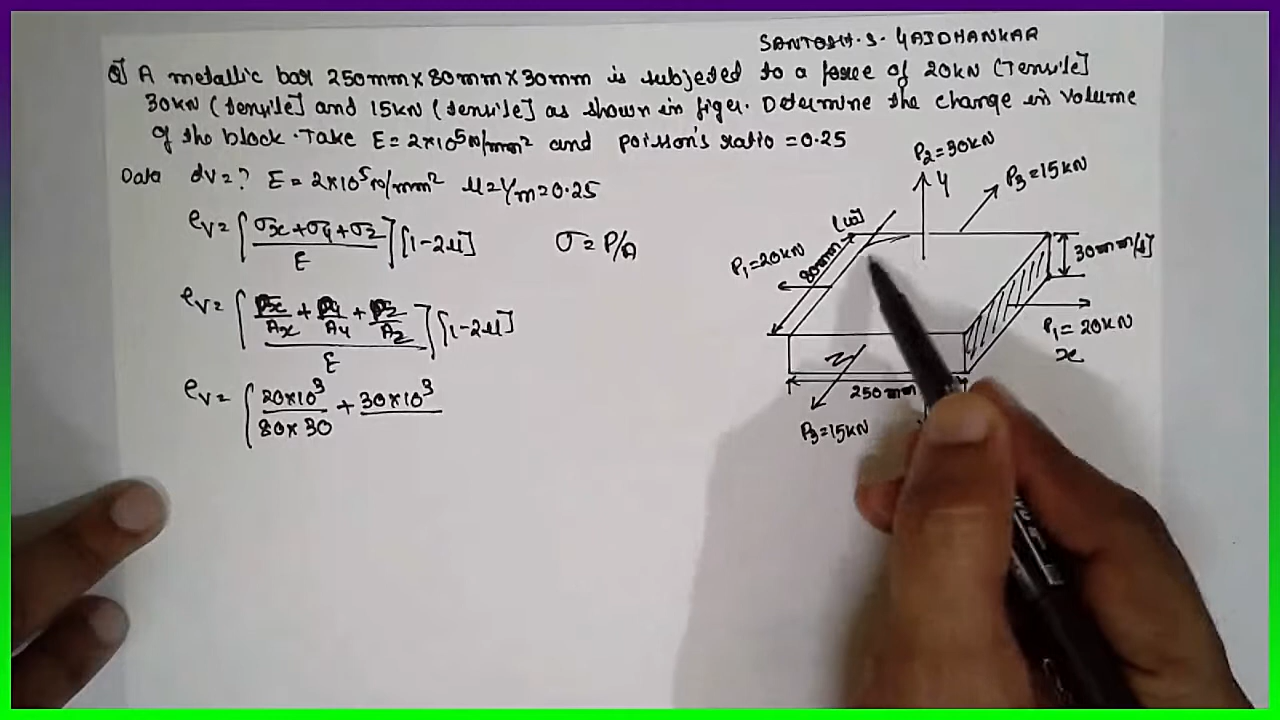 SANTOSH.S. GAIDHANKAR
Q] A metallic bar 250mm×80mm×30mm is subjected to a force of 20kN [Tensile]
30kN (tensile] and 15kN (tensile] as shown in figer. Determine the change in volume
of the block. Take E=2×10⁵N/mm² and poisson's ratio =0.25
Data dv=? E=2×10⁵N/mm² μ=1/m=0.25
eᵥ= [σx+σy+σz / E] [1-2μ] σ=P/A
eᵥ= [Px/Ax + Py/Ay + Pz/Az / E] [1-2μ]
eᵥ= [20×10³ / 80×30 + 30×10³
P₂=30kN
y
P₃=15kN
(w)
80mm
P₁=20kN
30mm(t)
P₁=20kN
x
z
250mm
P₃=15kN